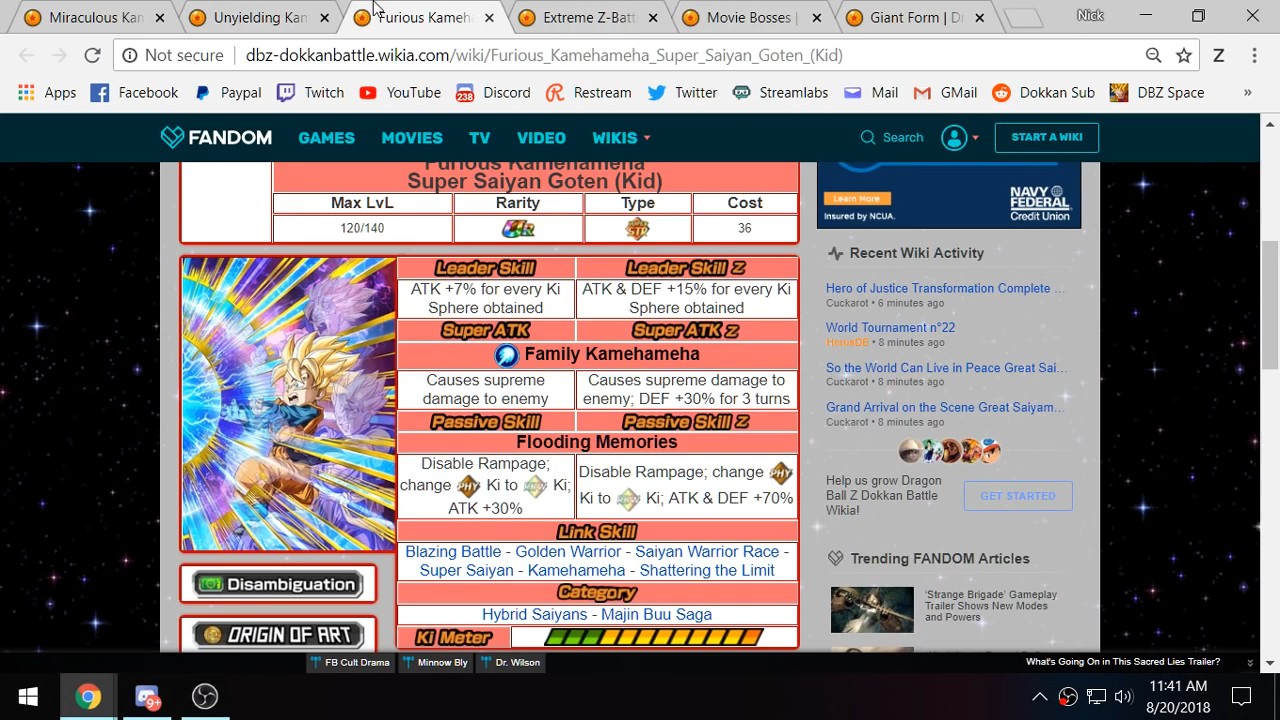 Miraculous Kam
Unyielding Kan
Furious Kameh
Extreme Z-Batt
Movie Bosses |
Giant Form | D
Nick
Not secure
dbz-dokkanbattle.wikia.com/wiki/Furious_Kamehameha_Super_Saiyan_Goten_(Kid)
Z
Apps
Facebook
Paypal
YouTube
Twitch
238
Discord
Restream
Twitter
Streamlabs
Mail
GMail
Dokkan Sub
DBZ Space
»
FANDOM
GAMES
MOVIES
TV
VIDEO
WIKIS
Search
START A WIKI
Furious Kamehameha
Super Saiyan Goten (Kid)
Max LvL
Rarity
Type
Cost
120/140
UR
SUPER STR
36
Leader Skill
Leader Skill Z
ATK +7% for every Ki
Sphere obtained
ATK & DEF +15% for every Ki
Sphere obtained
Super ATK
Super ATK Z
Family Kamehameha
Causes supreme
damage to enemy
Causes supreme damage to
enemy; DEF +30% for 3 turns
Passive Skill
Passive Skill Z
Flooding Memories
Disable Rampage;
change PHY Ki to Ki;
ATK +30%
Disable Rampage; change PHY
Ki to Ki; ATK & DEF +70%
Link Skill
Blazing Battle - Golden Warrior - Saiyan Warrior Race -
Super Saiyan - Kamehameha - Shattering the Limit
Category
Hybrid Saiyans - Majin Buu Saga
Ki Meter
Disambiguation
ORIGIN OF ART
Learn More
Insured by NCUA.
NAVY
FEDERAL
Credit Union
Recent Wiki Activity
Hero of Justice Transformation Complete ...
Cuckarot • 6 minutes ago
World Tournament n°22
HorusDE • 8 minutes ago
So the World Can Live in Peace Great Sai...
Cuckarot • 8 minutes ago
Grand Arrival on the Scene Great Saiyam...
Cuckarot • 8 minutes ago
Help us grow Dragon
Ball Z Dokkan Battle
Wikia!
GET STARTED
Trending FANDOM Articles
'Strange Brigade' Gameplay
Trailer Shows New Modes
and Powers
FB Cult Drama
Minnow Bly
Dr. Wilson
What's Going On in This Sacred Lies Trailer?
9+
11:41 AM
8/20/2018